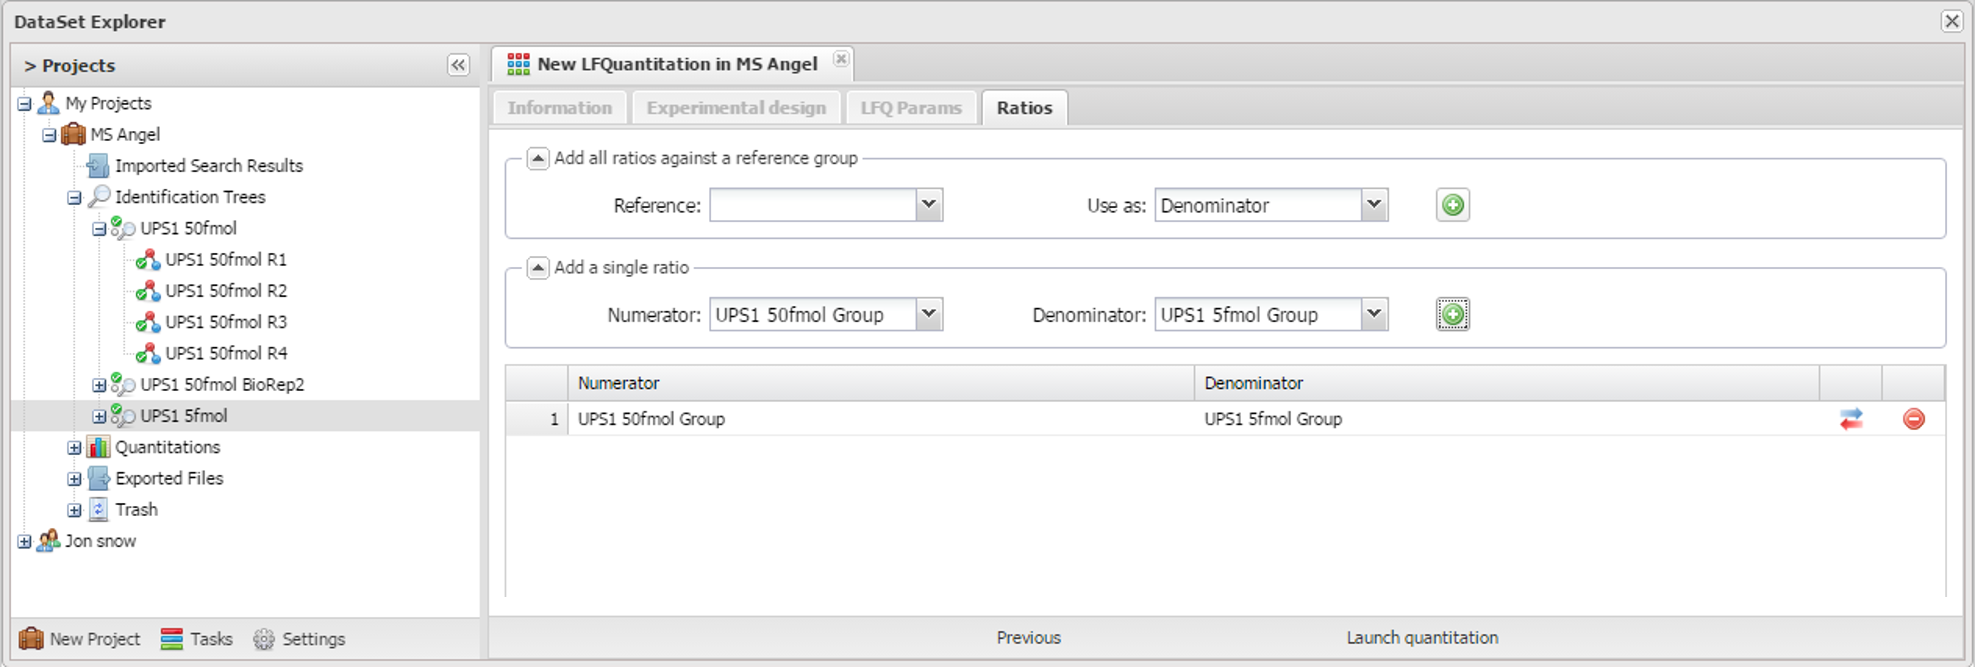 DataSet Explorer
> Projects
My Projects
MS Angel
Imported Search Results
Identification Trees
UPS1 50fmol
UPS1 50fmol R1
UPS1 50fmol R2
UPS1 50fmol R3
UPS1 50fmol R4
UPS1 50fmol BioRep2
UPS1 5fmol
Quantitations
Exported Files
Trash
Jon snow
New Project Tasks Settings
New LFQuantitation in MS Angel
Information Experimental design LFQ Params Ratios
Add all ratios against a reference group
Reference: Use as: Denominator
Add a single ratio
Numerator: UPS1 50fmol Group Denominator: UPS1 5fmol Group
Numerator Denominator
1 UPS1 50fmol Group UPS1 5fmol Group
Previous Launch quantitation